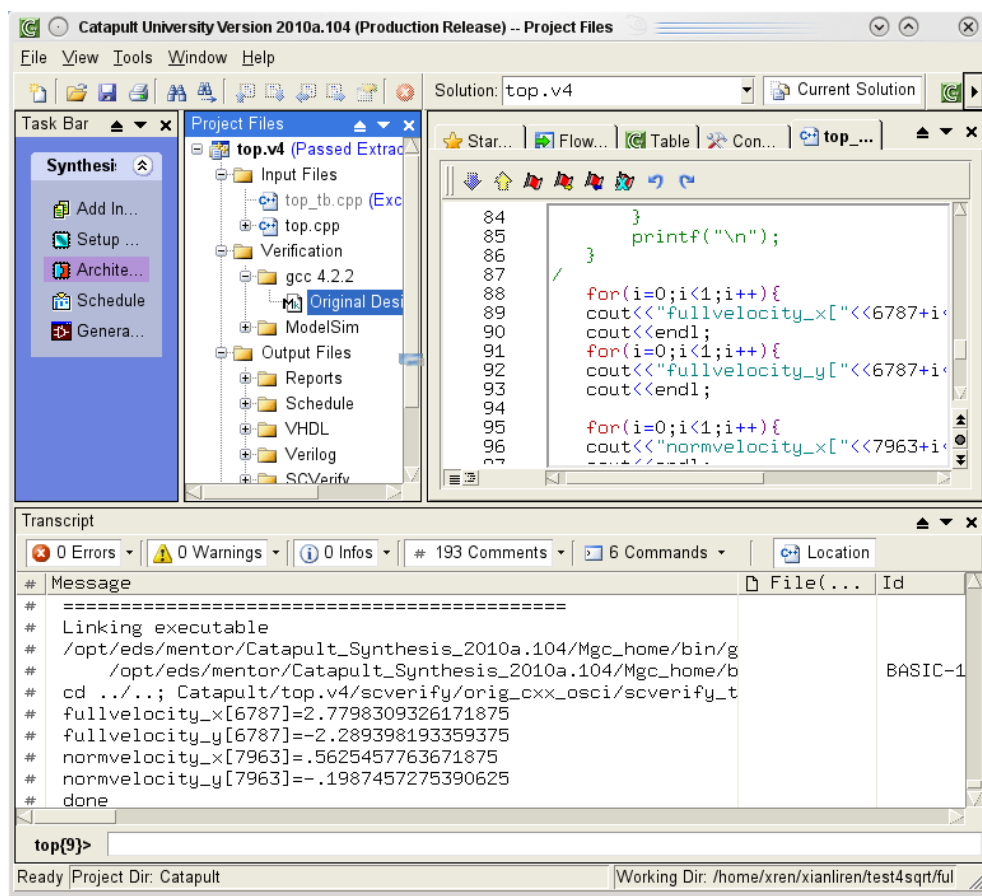 Catapult University Version 2010a.104 (Production Release) -- Project Files
File View Tools Window Help
Solution: top.v4 Current Solution
Task Bar
Synthesi
Add In...
Setup ...
Archite...
Schedule
Genera...
Project Files
top.v4 (Passed Extrac
Input Files
top_tb.cpp (Exc
top.cpp
Verification
gcc 4.2.2
Original Desi
ModelSim
Output Files
Reports
Schedule
VHDL
Verilog
SCVerify
Star... Flow... Table Con... top_...
84 }
85 printf("\n");
86 }
87 /
88 for(i=0;i<1;i++){
89 cout<<"fullvelocity_x["<<6787+i<
90 cout<<endl;
91 for(i=0;i<1;i++){
92 cout<<"fullvelocity_y["<<6787+i<
93 cout<<endl;
94
95 for(i=0;i<1;i++){
96 cout<<"normvelocity_x["<<7963+i<
Transcript
0 Errors 0 Warnings 0 Infos # 193 Comments 6 Commands Location
# Message File(... Id
# =========================================
# Linking executable
# /opt/eds/mentor/Catapult_Synthesis_2010a.104/Mgc_home/bin/g
# /opt/eds/mentor/Catapult_Synthesis_2010a.104/Mgc_home/b BASIC-1
# cd ../..; Catapult/top.v4/scverify/orig_cxx_osci/scverify_t
# fullvelocity_x[6787]=2.7798309326171875
# fullvelocity_y[6787]=-2.289398193359375
# normvelocity_x[7963]=.5625457763671875
# normvelocity_y[7963]=-.1987457275390625
# done
top{9}>
Ready Project Dir: Catapult Working Dir: /home/xren/xianliren/test4sqrt/ful